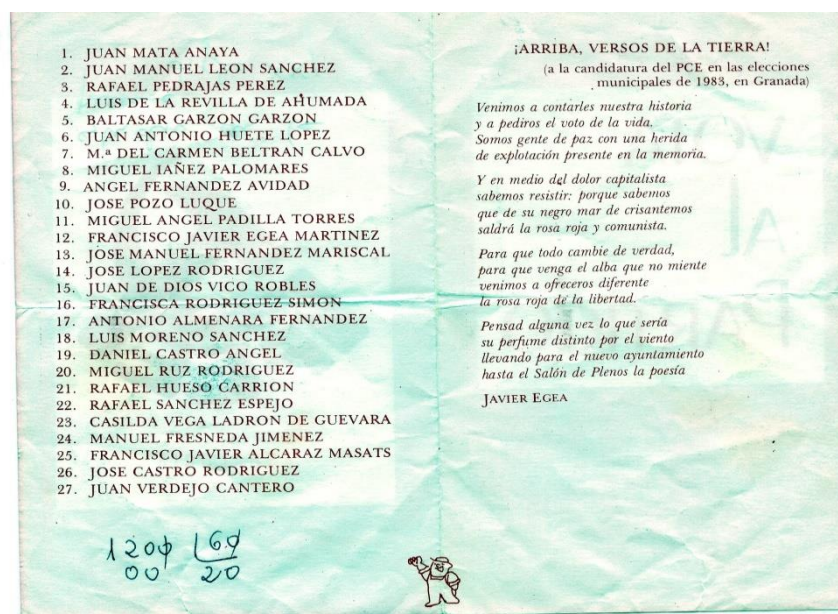 1. JUAN MATA ANAYA
2. JUAN MANUEL LEON SANCHEZ
3. RAFAEL PEDRAJAS PEREZ
4. LUIS DE LA REVILLA DE AHUMADA
5. BALTASAR GARZON GARZON
6. JUAN ANTONIO HUETE LOPEZ
7. M.ª DEL CARMEN BELTRAN CALVO
8. MIGUEL IAÑEZ PALOMARES
9. ANGEL FERNANDEZ AVIDAD
10. JOSE POZO LUQUE
11. MIGUEL ANGEL PADILLA TORRES
12. FRANCISCO JAVIER EGEA MARTINEZ
13. JOSE MANUEL FERNANDEZ MARISCAL
14. JOSE LOPEZ RODRIGUEZ
15. JUAN DE DIOS VICO ROBLES
16. FRANCISCA RODRIGUEZ SIMON
17. ANTONIO ALMENARA FERNANDEZ
18. LUIS MORENO SANCHEZ
19. DANIEL CASTRO ANGEL
20. MIGUEL RUZ RODRIGUEZ
21. RAFAEL HUESO CARRION
22. RAFAEL SANCHEZ ESPEJO
23. CASILDA VEGA LADRON DE GUEVARA
24. MANUEL FRESNEDA JIMENEZ
25. FRANCISCO JAVIER ALCARAZ MASATS
26. JOSE CASTRO RODRIGUEZ
27. JUAN VERDEJO CANTERO
1200 60
00 20
¡ARRIBA, VERSOS DE LA TIERRA!
(a la candidatura del PCE en las elecciones
municipales de 1983, en Granada)
Venimos a contarles nuestra historia
y a pediros el voto de la vida.
Somos gente de paz con una herida
de explotación presente en la memoria.
Y en medio del dolor capitalista
sabemos resistir: porque sabemos
que de su negro mar de crisantemos
saldrá la rosa roja y comunista.
Para que todo cambie de verdad,
para que venga el alba que no miente
venimos a ofreceros diferente
la rosa roja de la libertad.
Pensad alguna vez lo que sería
su perfume distinto por el viento
llevando para el nuevo ayuntamiento
hasta el Salón de Plenos la poesía
JAVIER EGEA